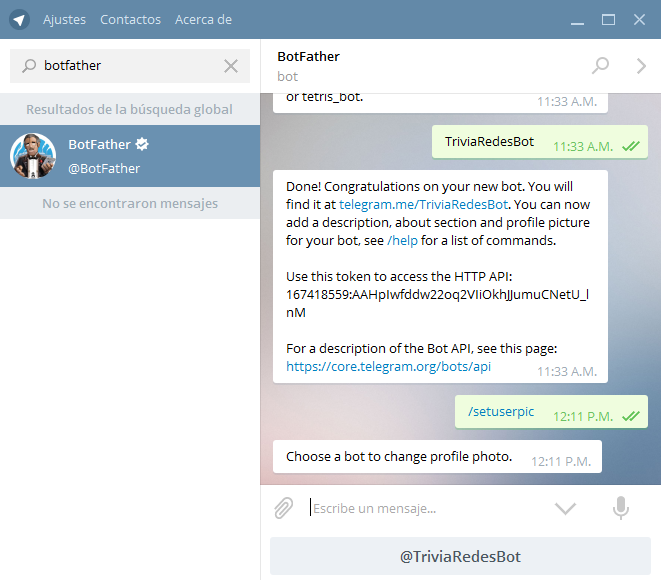 Ajustes Contactos Acerca de
botfather
Resultados de la búsqueda global
BotFather
@BotFather
No se encontraron mensajes
BotFather
bot
or tetris_bot.
11:33 A.M.
TriviaRedesBot 11:33 A.M.
Done! Congratulations on your new bot. You will
find it at telegram.me/TriviaRedesBot. You can now
add a description, about section and profile picture
for your bot, see /help for a list of commands.
Use this token to access the HTTP API:
167418559:AAHpIwfddw22oq2VIiOkhJJumuCNetU_l
nM
For a description of the Bot API, see this page:
https://core.telegram.org/bots/api 11:33 A.M.
/setuserpic 12:11 P.M.
Choose a bot to change profile photo. 12:11 P.M.
Escribe un mensaje...
@TriviaRedesBot